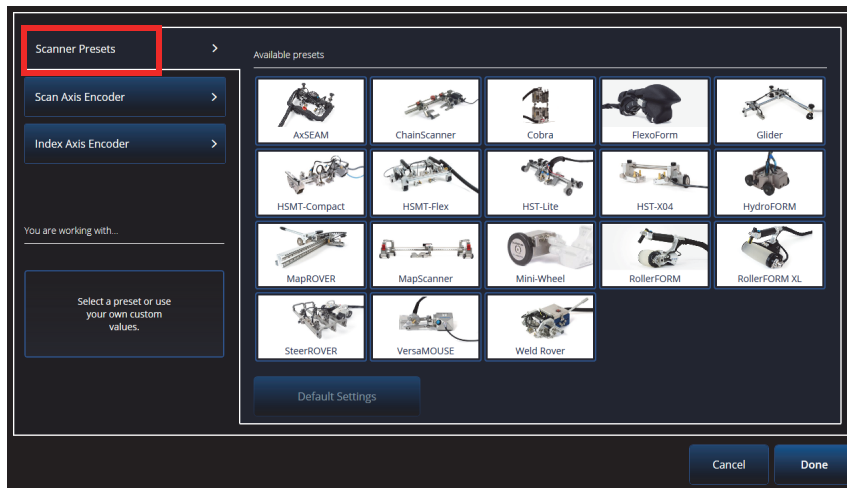 Scanner Presets
Available presets
Scan Axis Encoder
Index Axis Encoder
AxSEAM
ChainScanner
Cobra
FlexoForm
Glider
HSMT-Compact
HSMT-Flex
HST-Lite
HST-X04
HydroFORM
You are working with...
MapROVER
MapScanner
Mini-Wheel
RollerFORM
RollerFORM XL
Select a preset or use
your own custom
values.
SteerROVER
VersaMOUSE
Weld Rover
Default Settings
Cancel
Done